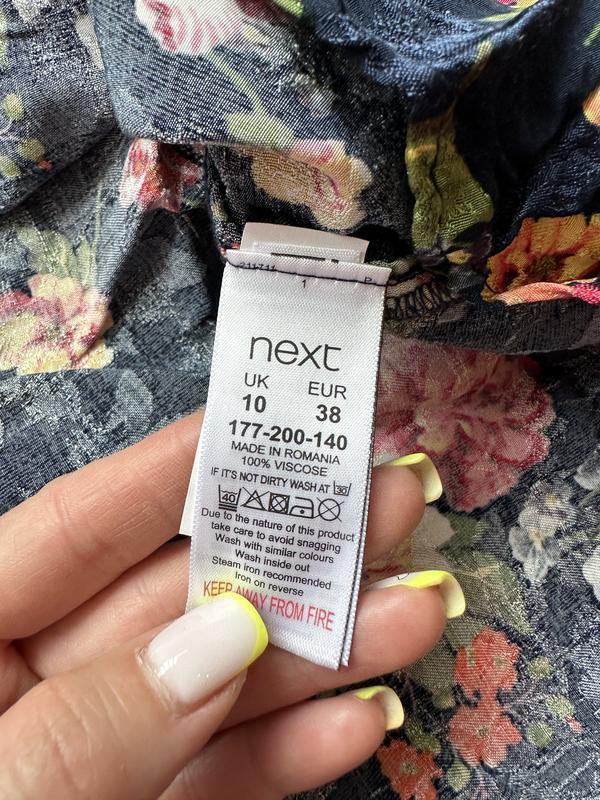 1 P
next
UK EUR
10 38
177-200-140
MADE IN ROMANIA
100% VISCOSE
IF IT'S NOT DIRTY WASH AT 30
40
Due to the nature of this product
take care to avoid snagging
Wash with similar colours
Wash inside out
Steam iron recommended
Iron on reverse
KEEP AWAY FROM FIRE